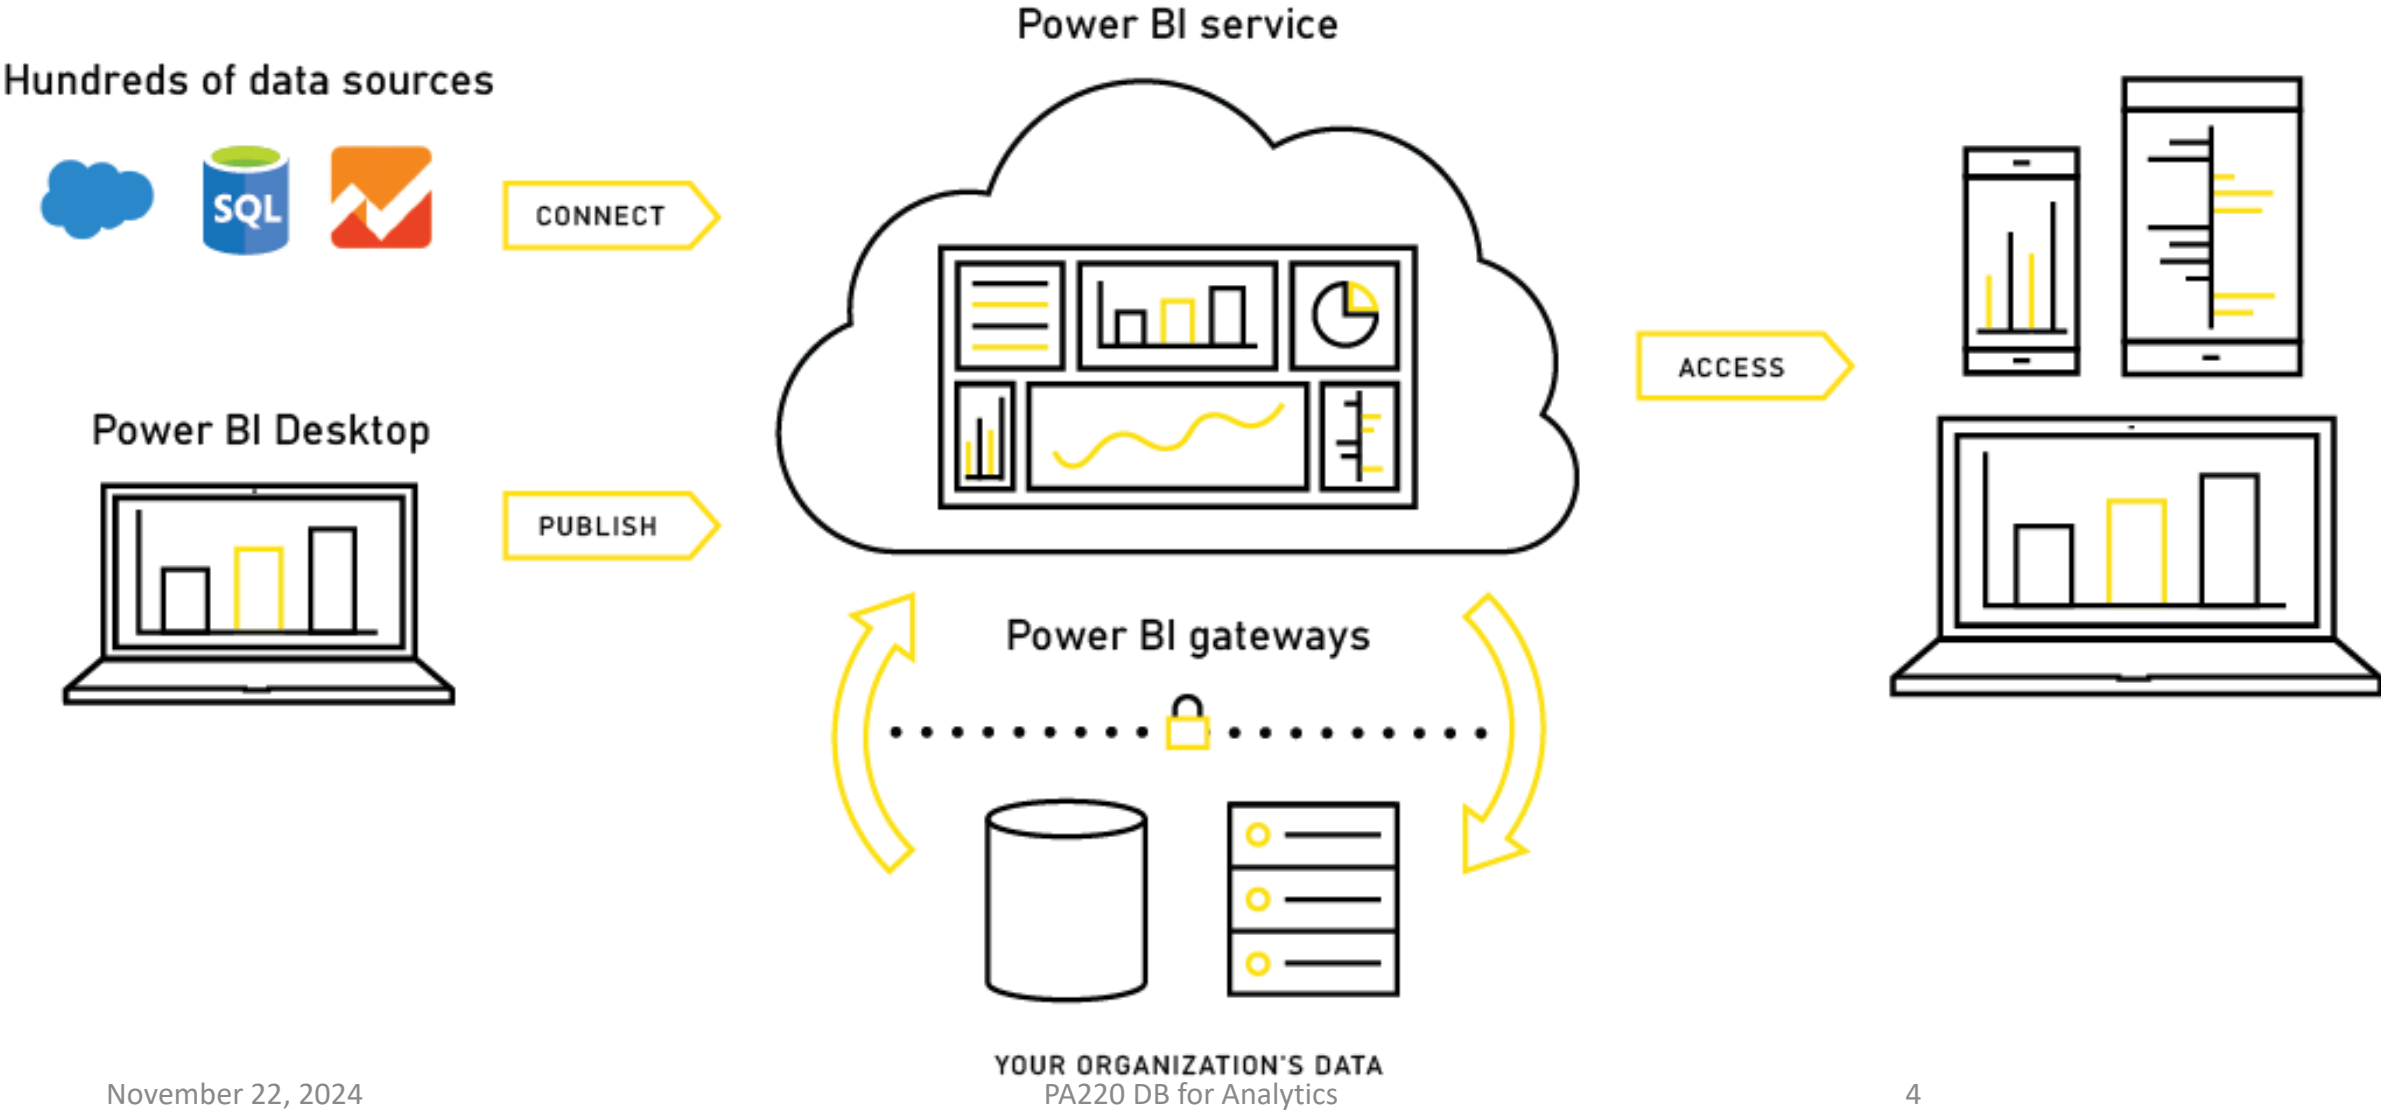 Power BI service
Hundreds of data sources
SQL
CONNECT
ACCESS
Power BI Desktop
PUBLISH
Power BI gateways
YOUR ORGANIZATION'S DATA
November 22, 2024
PA220 DB for Analytics
4